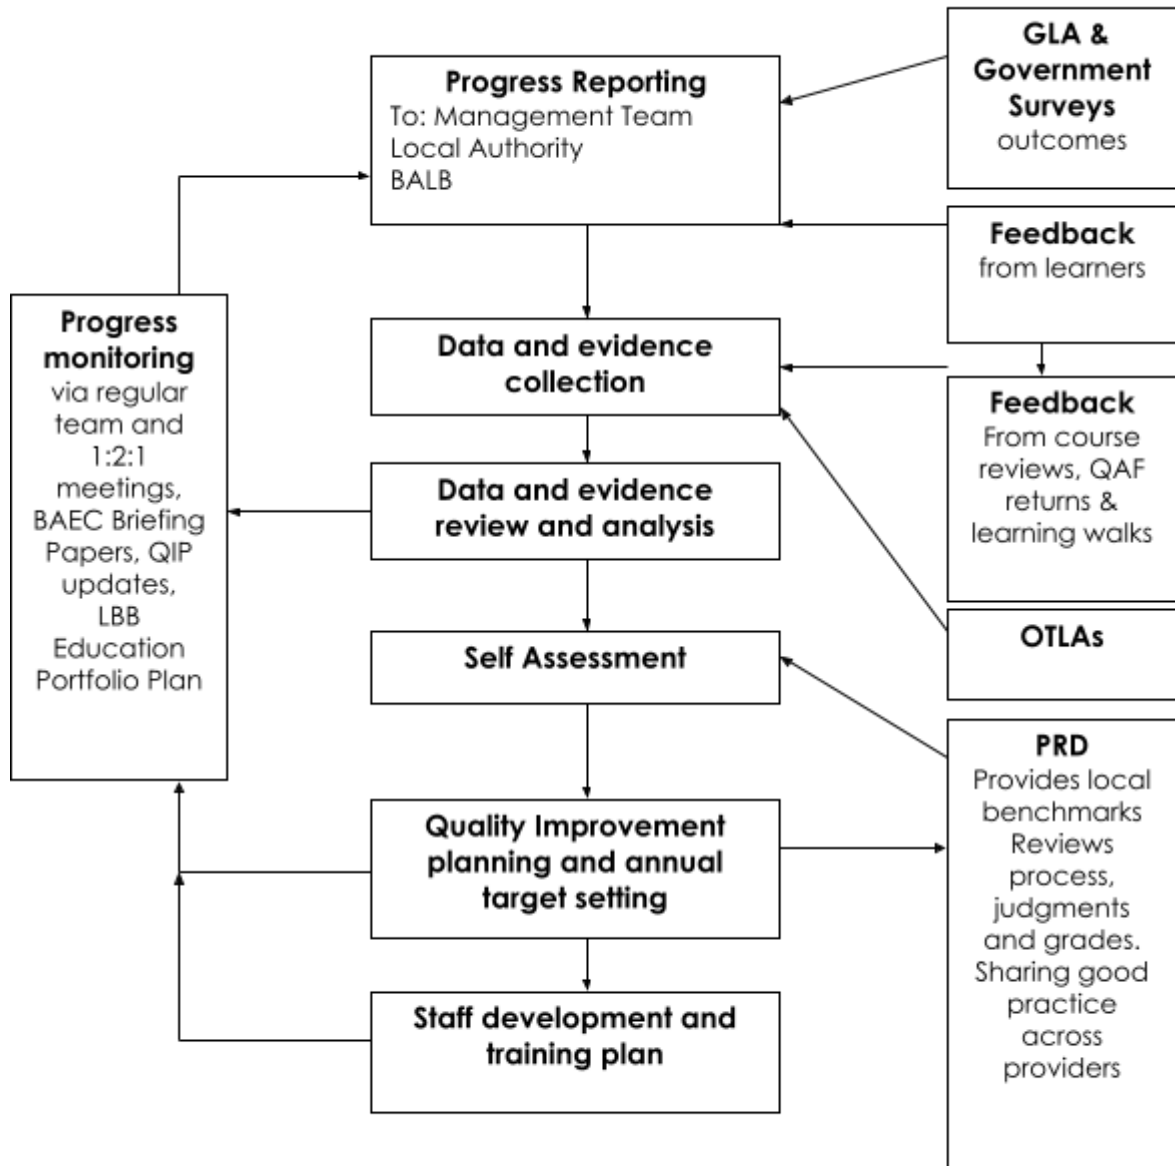 Progress Reporting
To: Management Team
Local Authority
BALB
GLA &
Government
Surveys
outcomes
Feedback
from learners
Progress
monitoring
via regular
team and
1:2:1
meetings,
BAEC Briefing
Papers, QIP
updates,
LBB
Education
Portfolio Plan
Data and evidence
collection
Feedback
From course
reviews, QAF
returns &
learning walks
Data and evidence
review and analysis
OTLAs
Self Assessment
PRD
Provides local
benchmarks
Reviews
process,
judgments
and grades.
Sharing good
practice
across
providers
Quality Improvement
planning and annual
target setting
Staff development and
training plan